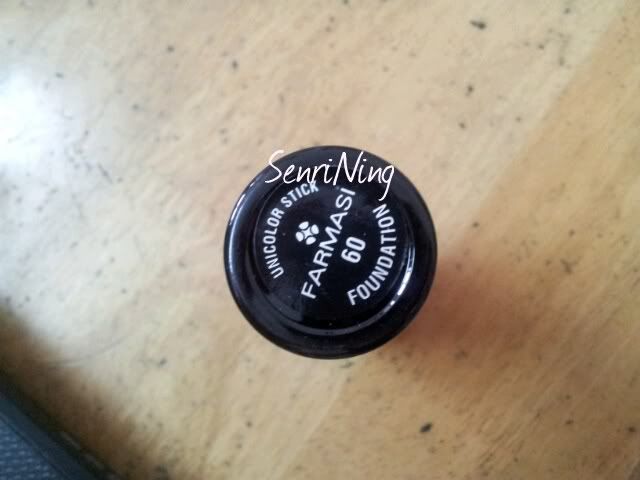 SenriNing
UNICOLOR STICK
FARMASI
60
FOUNDATION